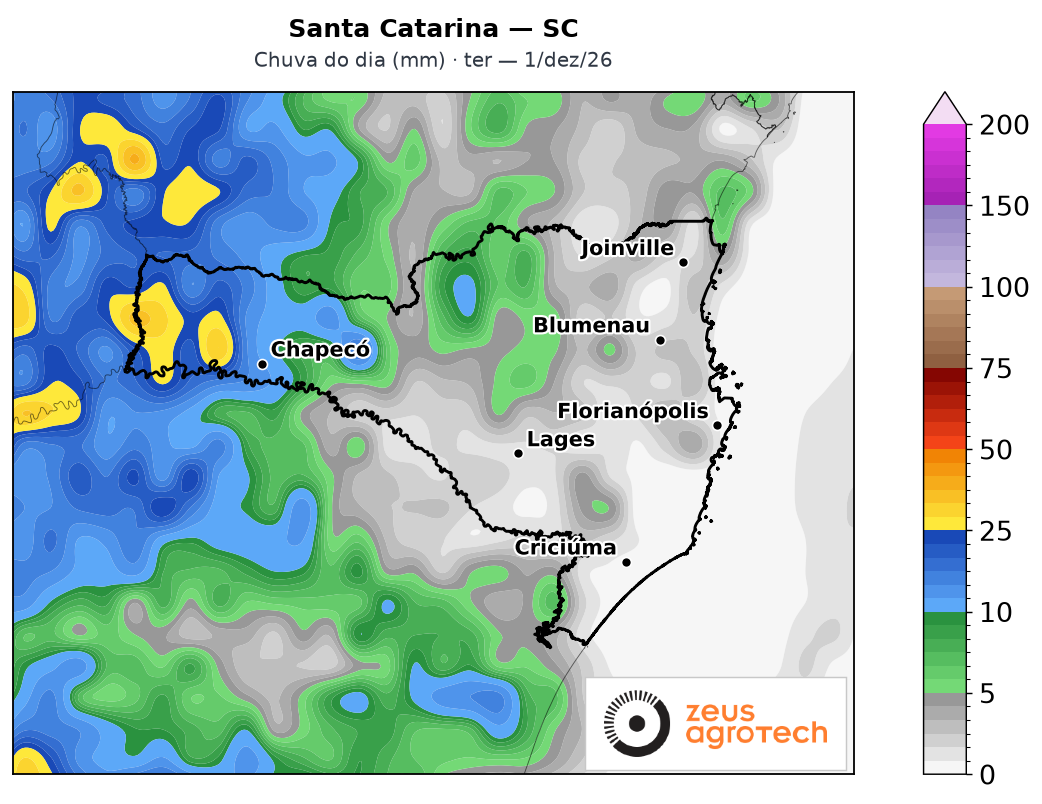 Santa Catarina — SC
Chuva do dia (mm) · ter — 1/dez/26
Joinville
Blumenau
Chapecó
Florianópolis
Lages
Criciúma
200
150
100
75
50
25
10
5
0
zeus
agrotech